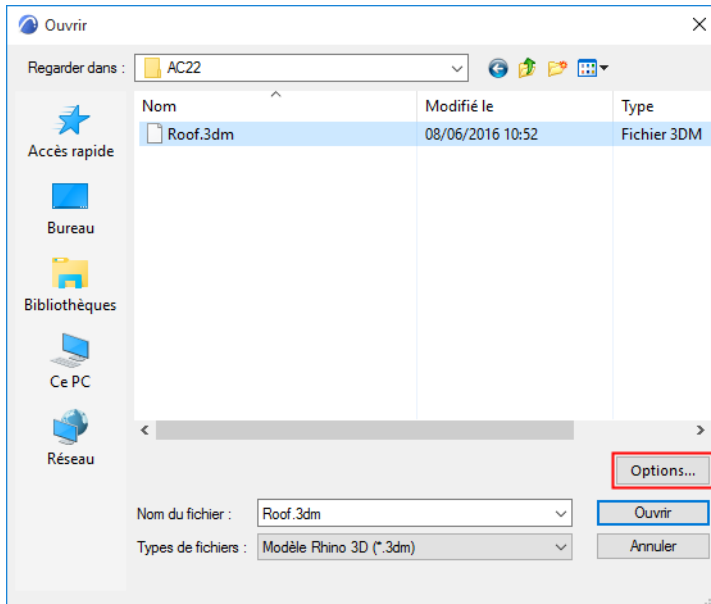 Ouvrir
Regarder dans : AC22
Nom Modifié le Type
Roof.3dm 08/06/2016 10:52 Fichier 3DM
Accès rapide
Bureau
Bibliothèques
Ce PC
Réseau
Options...
Nom du fichier : Roof.3dm Ouvrir
Types de fichiers : Modèle Rhino 3D (*.3dm) Annuler